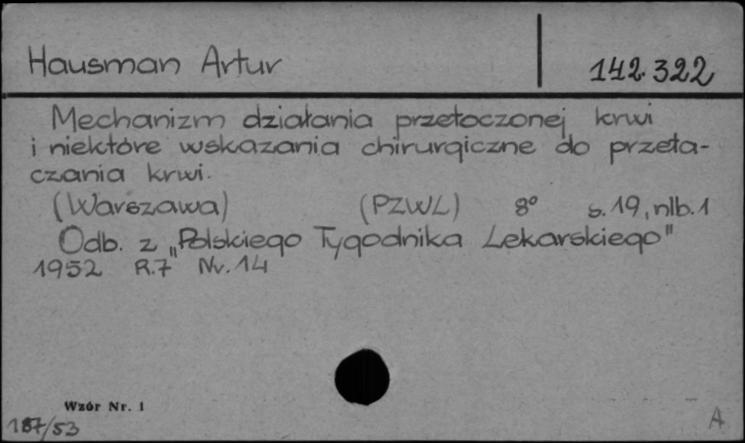 Hausman Artur
142.322
Mechanizm działania przetoczonej krwi
i niektóre wskazania chirurgiczne do przeta-
czania krwi.
(Warszawa) (PZWL) 8° s. 19, nlb. 1
Odb. z „Polskiego Tygodnika Lekarskiego"
1952 R.7 Nr. 14
Wzór Nr. 1
187/53
A